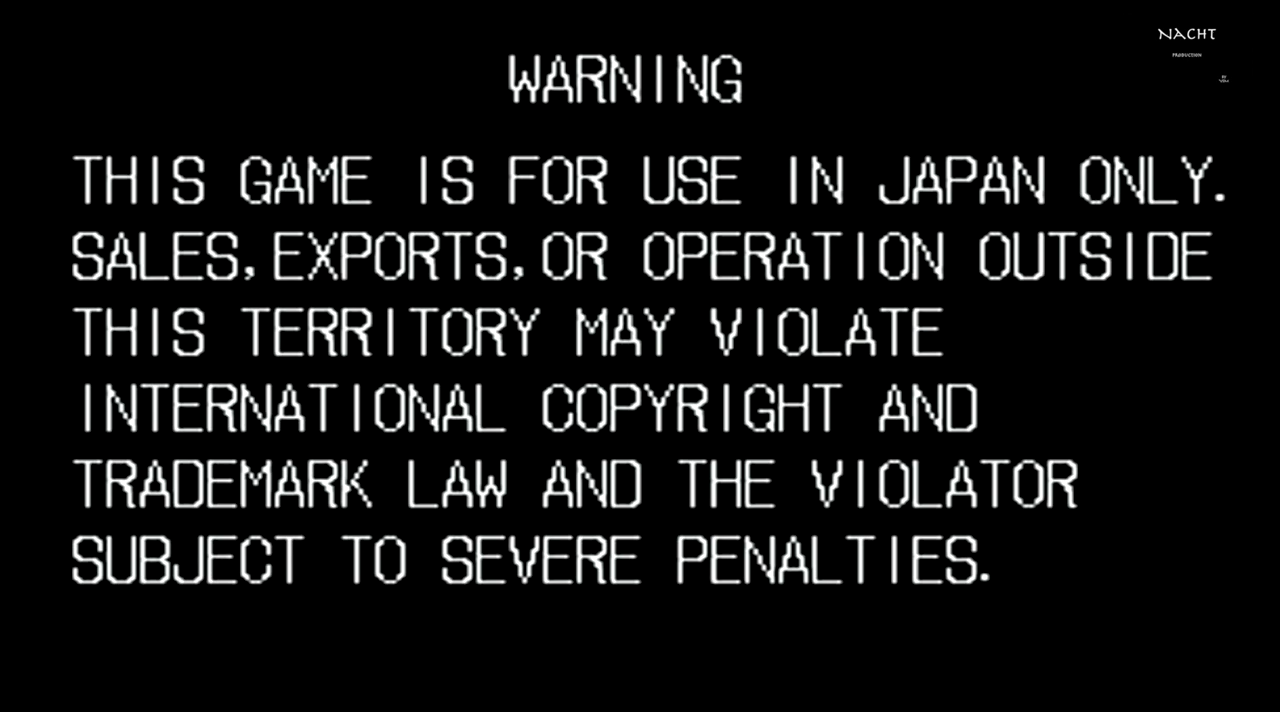 NACHT
PRODUCTION
WARNING
THIS GAME IS FOR USE IN JAPAN ONLY.
SALES,EXPORTS,OR OPERATION OUTSIDE
THIS TERRITORY MAY VIOLATE
INTERNATIONAL COPYRIGHT AND
TRADEMARK LAW AND THE VIOLATOR
SUBJECT TO SEVERE PENALTIES.